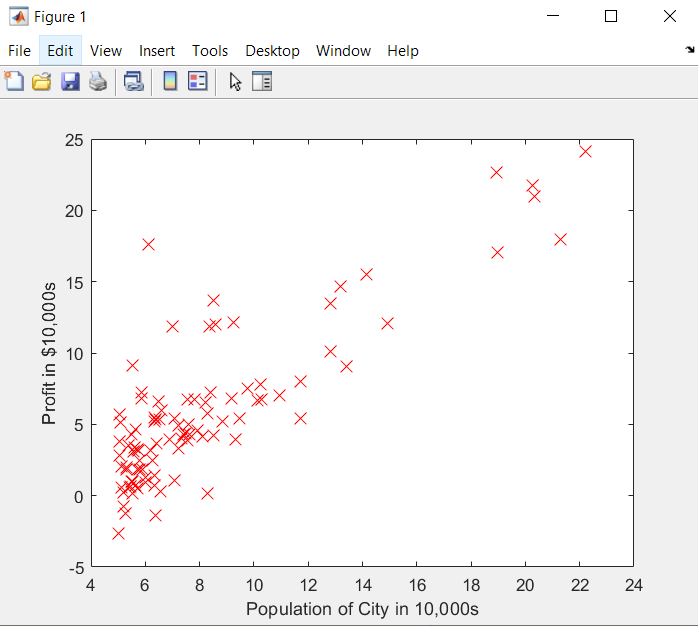 Figure 1
File Edit View Insert Tools Desktop Window Help
25
20
15
10
5
0
-5
4 6 8 10 12 14 16 18 20 22 24
Profit in $10,000s
Population of City in 10,000s